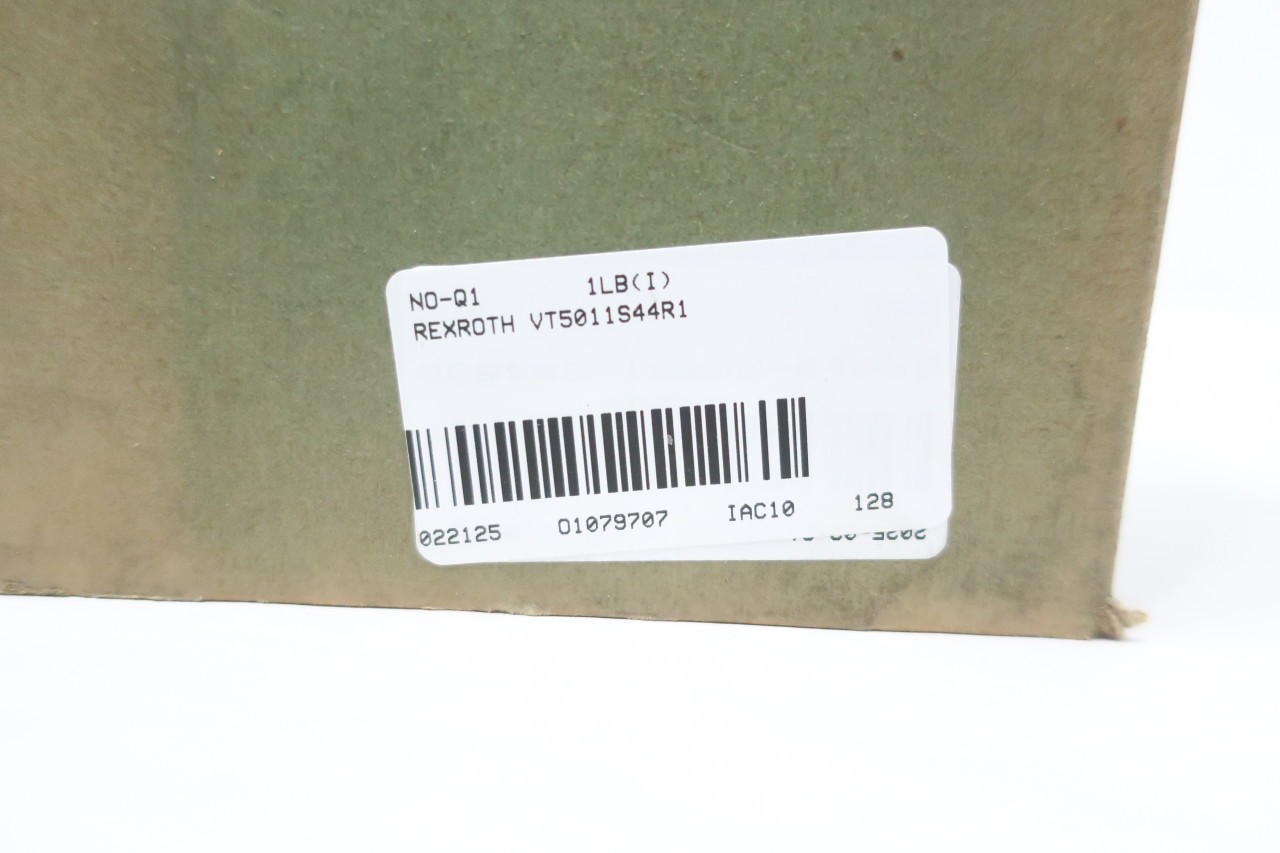 NO-Q1 1LB(I)
REXROTH VT5011S44R1
022125 01079707 IAC10 128